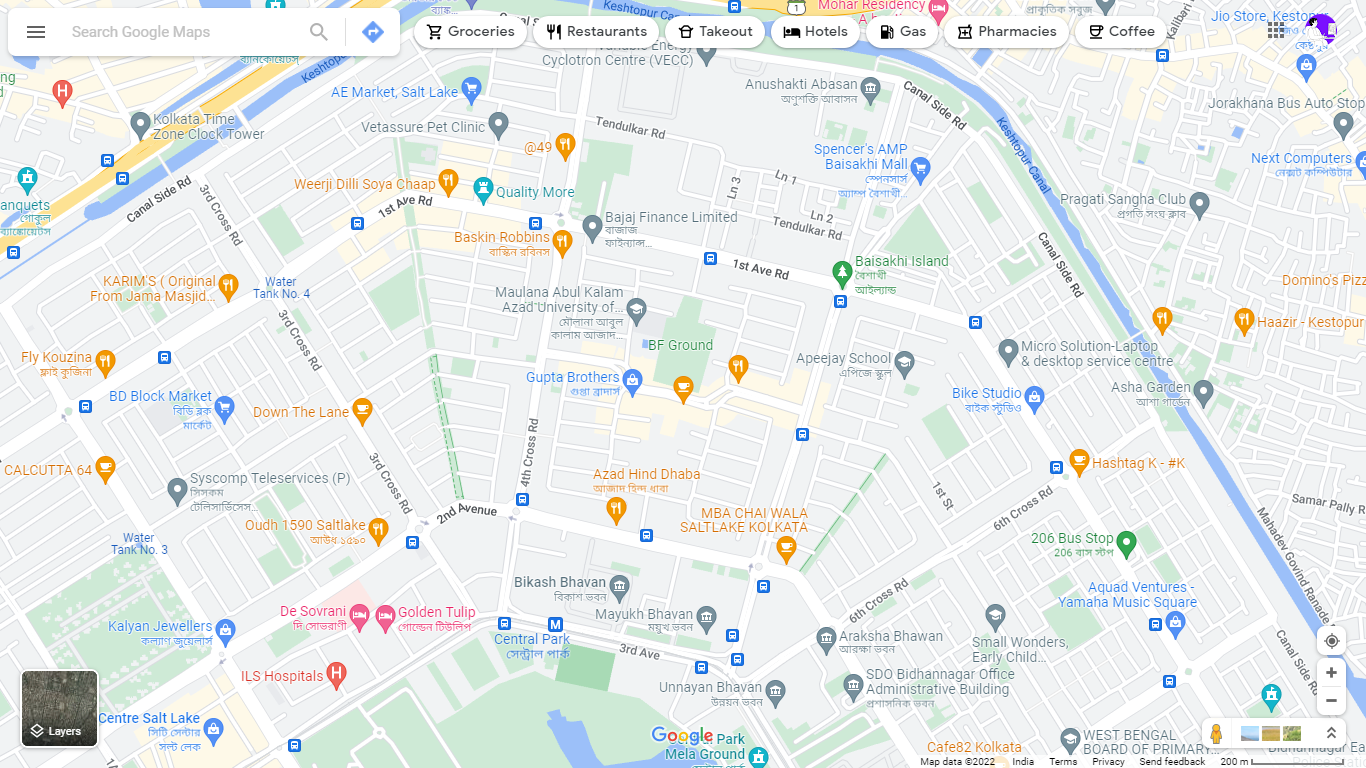 Search Google Maps
Groceries
Restaurants
Takeout
Hotels
Gas
Pharmacies
Coffee
Mohar Residency
Keshtopur Canal
1
Jio Store, Kestopur
Cyclotron Centre (VECC)
AE Market, Salt Lake
Anushakti Abasan
অণুশক্তি আবাসন
Canal Side Rd
Jorakhana Bus Auto Stop
Kolkata Time
Zone Clock Tower
Vetassure Pet Clinic
Tendulkar Rd
Keshtopur Canal
@49
Spencer's AMP
Baisakhi Mall
স্পেনসার্স
অ্যাম্প বৈশাখী...
Next Computers
নেক্সট কম্পিউটার
Weerji Dilli Soya Chaap
Quality More
Ln 3
Ln 1
Pragati Sangha Club
প্রগতি সংঘ ক্লাব
anquets
গোকুল
ব্যাঙ্কোয়েটস
Canal Side Rd
3rd Cross Rd
1st Ave Rd
Bajaj Finance Limited
বাজাজ
ফাইন্যান্স...
Ln 2
Tendulkar Rd
Baskin Robbins
বাস্কিন রবিনস
1st Ave Rd
Baisakhi Island
বৈশাখী
আইল্যান্ড
Canal Side Rd
KARIM'S ( Original
From Jama Masjid...
Water
Tank No. 4
Maulana Abul Kalam
Azad University of...
মৌলানা আবুল
কালাম আজাদ...
Domino's Pizz
3rd Cross Rd
Haazir - Kestopur
BF Ground
Apeejay School
এপিজে স্কুল
Micro Solution-Laptop
& desktop service centre
Fly Kouzina
ফ্লাই কুজিনা
Gupta Brothers
গুপ্তা ব্রাদার্স
Bike Studio
বাইক স্টুডিও
Asha Garden
আশা গার্ডেন
BD Block Market
বিডি ব্লক
মার্কেট
Down The Lane
4th Cross Rd
CALCUTTA 64
3rd Cross Rd
Syscomp Teleservices (P)
সিসকম
টেলিসার্ভিসেস...
Azad Hind Dhaba
আজাদ হিন্দ ধাবা
Hashtag K - #K
1st St
6th Cross Rd
Samar Pally R
2nd Avenue
MBA CHAI WALA
SALTLAKE KOLKATA
Oudh 1590 Saltlake
আউধ ১৫৯০
Mahadev Govind Ranade
Water
Tank No. 3
206 Bus Stop
206 বাস স্টপ
Bikash Bhavan
বিকাশ ভবন
6th Cross Rd
Aquad Ventures -
Yamaha Music Square
De Sovrani
দি সোভরাণী
Golden Tulip
গোল্ডেন টিউলিপ
Mayukh Bhavan
ময়ুখ ভবন
Kalyan Jewellers
কল্যাণ জুয়েলার্স
Central Park
সেন্ট্রাল পার্ক
3rd Ave
Araksha Bhawan
আরক্ষা ভবন
Small Wonders,
Early Child...
Canal Side Rd
ILS Hospitals
Unnayan Bhavan
উন্নয়ন ভবন
SDO Bidhannagar Office
Administrative Building
প্রশাসনিক ভবন
Layers
Centre Salt Lake
সিটি সেন্টার
সল্ট লেক
Google
Park
Mela Ground
Cafe82 Kolkata
WEST BENGAL
BOARD OF PRIMARY...
Map data ©2022
India
Terms
Privacy
Send feedback
200 m